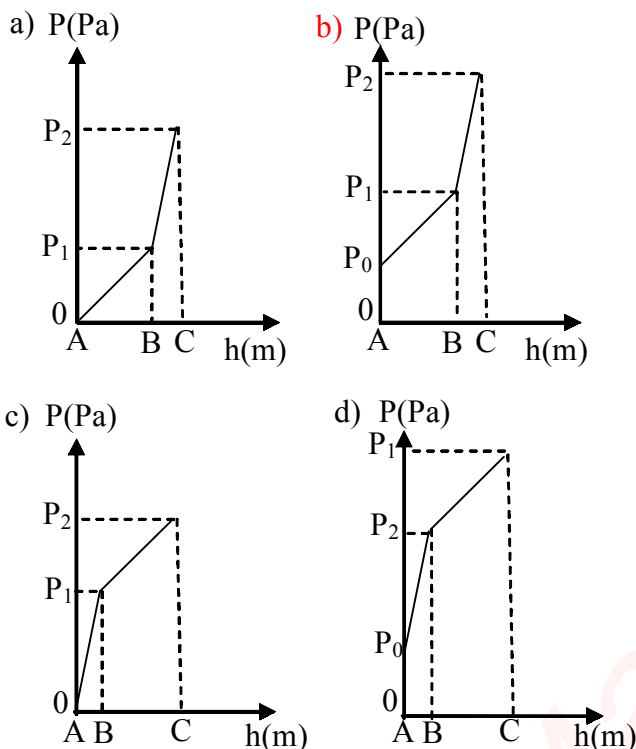 a) P(Pa)
P₂
P₁
0
A B C h(m)
b) P(Pa)
P₂
P₁
P₀
0
A B C h(m)
c) P(Pa)
P₂
P₁
0
A B C h(m)
d) P(Pa)
P₁
P₂
P₀
0
A B C h(m)